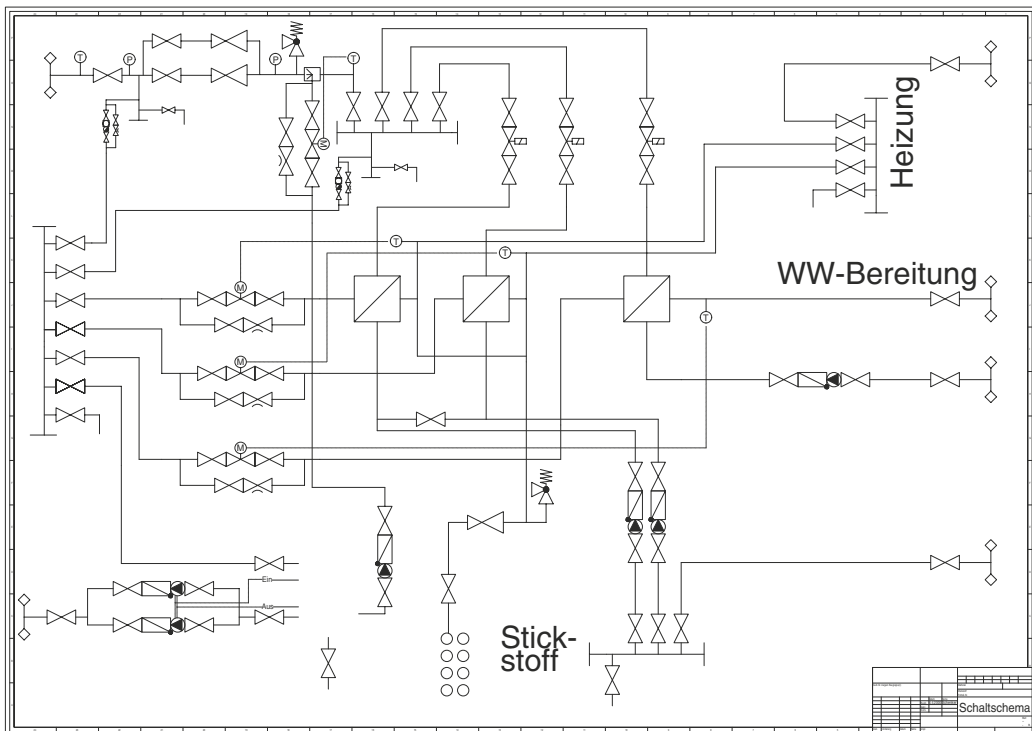 T
P
P
T
M
Heizung
T
T
WW-Bereitung
M
T
M
M
Ein
Aus
Stick-
stoff
Schaltschema